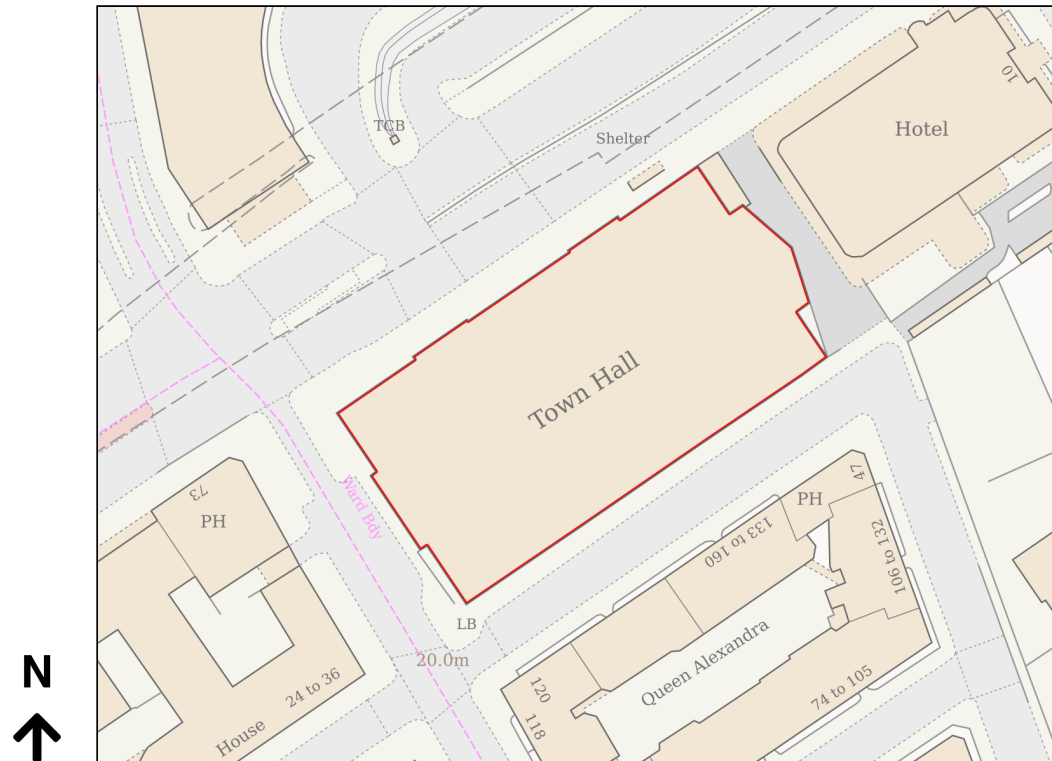 TCB
Shelter
Hotel
10
Town Hall
Ward Bdy
73
PH
47
PH
133 to 160
106 to 132
LB
20.0m
Queen Alexandra
120
118
74 to 105
24 to 36
House
N